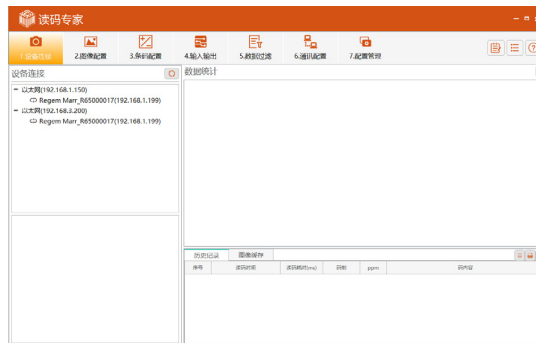 读码专家
1.设备连接 2.图像配置 3.条码配置 4.输入输出 5.数据过滤 6.通讯配置 7.配置管理
设备连接 数据统计
以太网(192.168.1.150)
Regem Marr_R65000017(192.168.1.199)
以太网(192.168.3.200)
Regem Marr_R65000017(192.168.1.199)
历史记录 图像缓存
序号 读码时间 读码耗时(ms) 码制 ppm 码内容